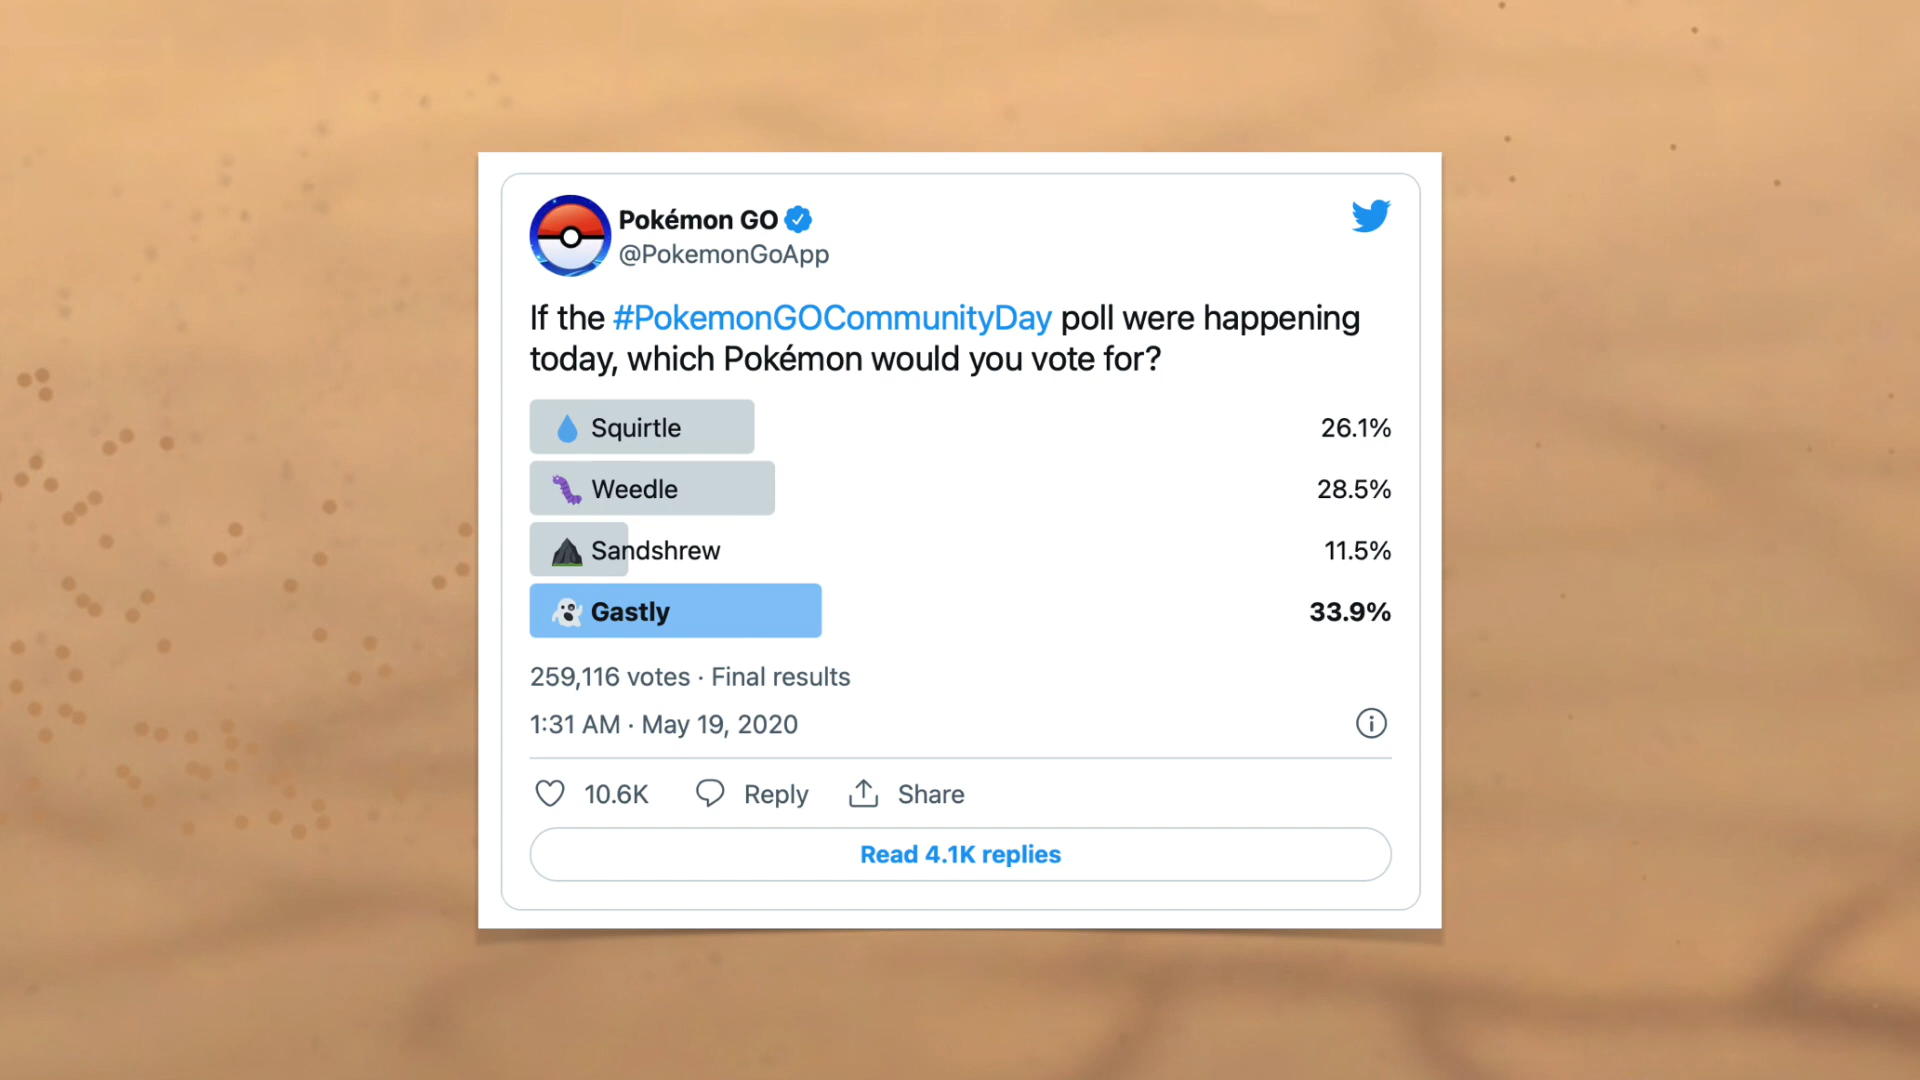 Pokémon GO
@PokemonGoApp
If the #PokemonGOCommunityDay poll were happening
today, which Pokémon would you vote for?
Squirtle 26.1%
Weedle 28.5%
Sandshrew 11.5%
Gastly 33.9%
259,116 votes · Final results
1:31 AM · May 19, 2020
10.6K Reply Share
Read 4.1K replies